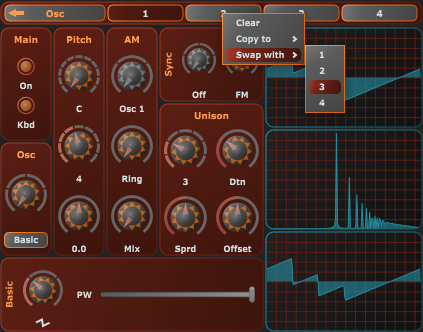 Osc
1
4
Clear
Copy to
Swap with
1
2
3
4
Main
On
Kbd
Pitch
C
4
0.0
AM
Osc 1
Ring
Mix
Sync
Off
FM
Unison
3
Dtn
Sprd
Offset
Osc
Basic
Basic
PW